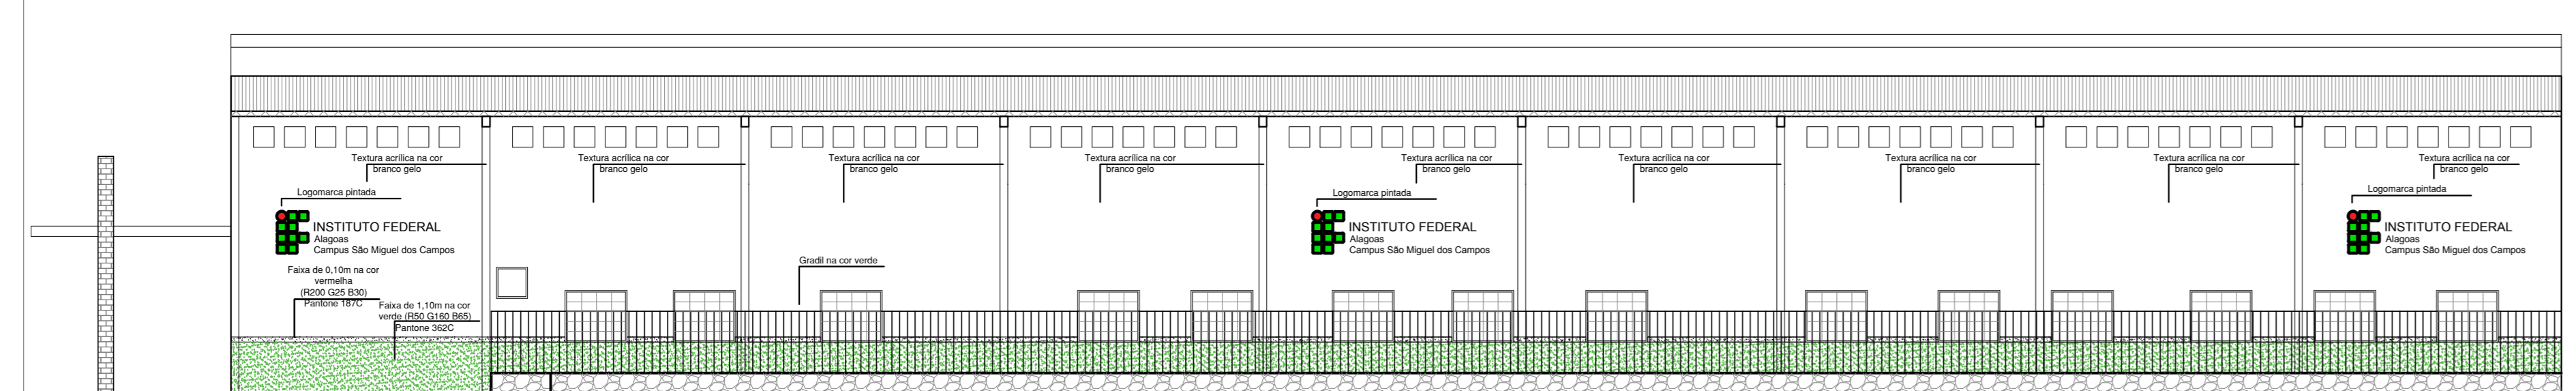 Textura acrílica na cor
branco gelo
Textura acrílica na cor
branco gelo
Textura acrílica na cor
branco gelo
Textura acrílica na cor
branco gelo
Textura acrílica na cor
branco gelo
Textura acrílica na cor
branco gelo
Textura acrílica na cor
branco gelo
Textura acrílica na cor
branco gelo
Textura acrílica na cor
branco gelo
Logomarca pintada
INSTITUTO FEDERAL
Alagoas
Campus São Miguel dos Campos
Logomarca pintada
INSTITUTO FEDERAL
Alagoas
Campus São Miguel dos Campos
Logomarca pintada
INSTITUTO FEDERAL
Alagoas
Campus São Miguel dos Campos
Gradil na cor verde
Faixa de 0,10m na cor
vermelha
(R200 G25 B30)
Pantone 187C
Faixa de 1,10m na cor
verde (R50 G160 B65)
Pantone 362C